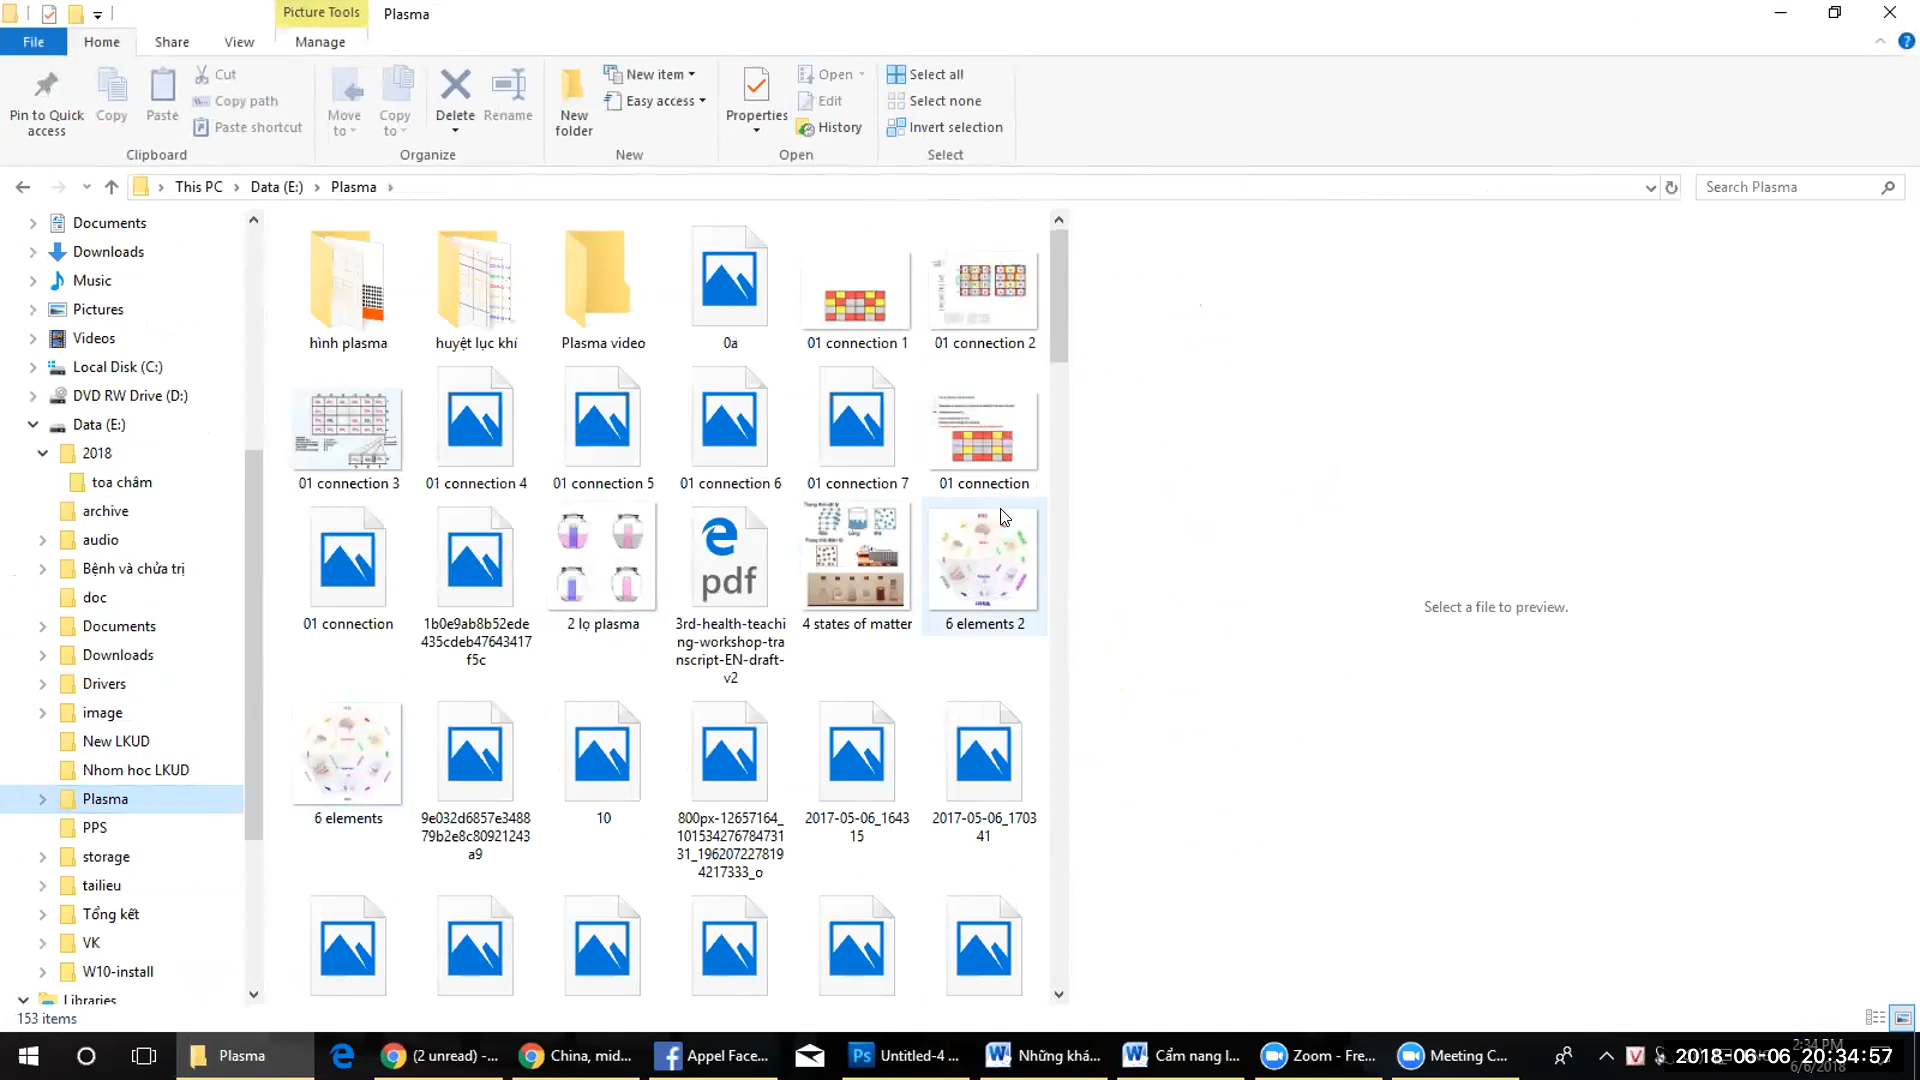 Picture Tools
Plasma
File
Home
Share
View
Manage
Pin to Quick access
Copy
Paste
Cut
Copy path
Paste shortcut
Clipboard
Move to
Copy to
Delete
Rename
Organize
New folder
New item
Easy access
New
Properties
Open
Edit
History
Open
Select all
Select none
Invert selection
Select
This PC
Data (E:)
Plasma
Search Plasma
Documents
Downloads
Music
Pictures
Videos
Local Disk (C:)
DVD RW Drive (D:)
Data (E:)
2018
toa châm
archive
audio
Bệnh và chửa trị
doc
Documents
Downloads
Drivers
image
New LKUD
Nhom hoc LKUD
Plasma
PPS
storage
tailieu
Tổng kết
VK
W10-install
Libraries
hình plasma
huyệt lục khí
Plasma video
0a
01 connection 1
01 connection 2
01 connection 3
01 connection 4
01 connection 5
01 connection 6
01 connection 7
01 connection
01 connection
1b0e9ab8b52ede
435cdeb47643417
f5c
2 lọ plasma
pdf
3rd-health-teachi
ng-workshop-tra
nscript-EN-draft-
v2
4 states of matter
6 elements 2
6 elements
9e032d6857e3488
79b2e8c80921243
a9
10
800px-12657164_
101534276784731
31_196207227819
4217333_o
2017-05-06_1643
15
2017-05-06_1703
41
Select a file to preview.
153 items
Plasma
(2 unread) -...
China, mid...
Appel Face...
Ps
Untitled-4 ...
Những khá...
Cẩm nang l...
Zoom - Fre...
Meeting C...
V
2:34 PM
6/6/2018
2018-06-06 20:34:57